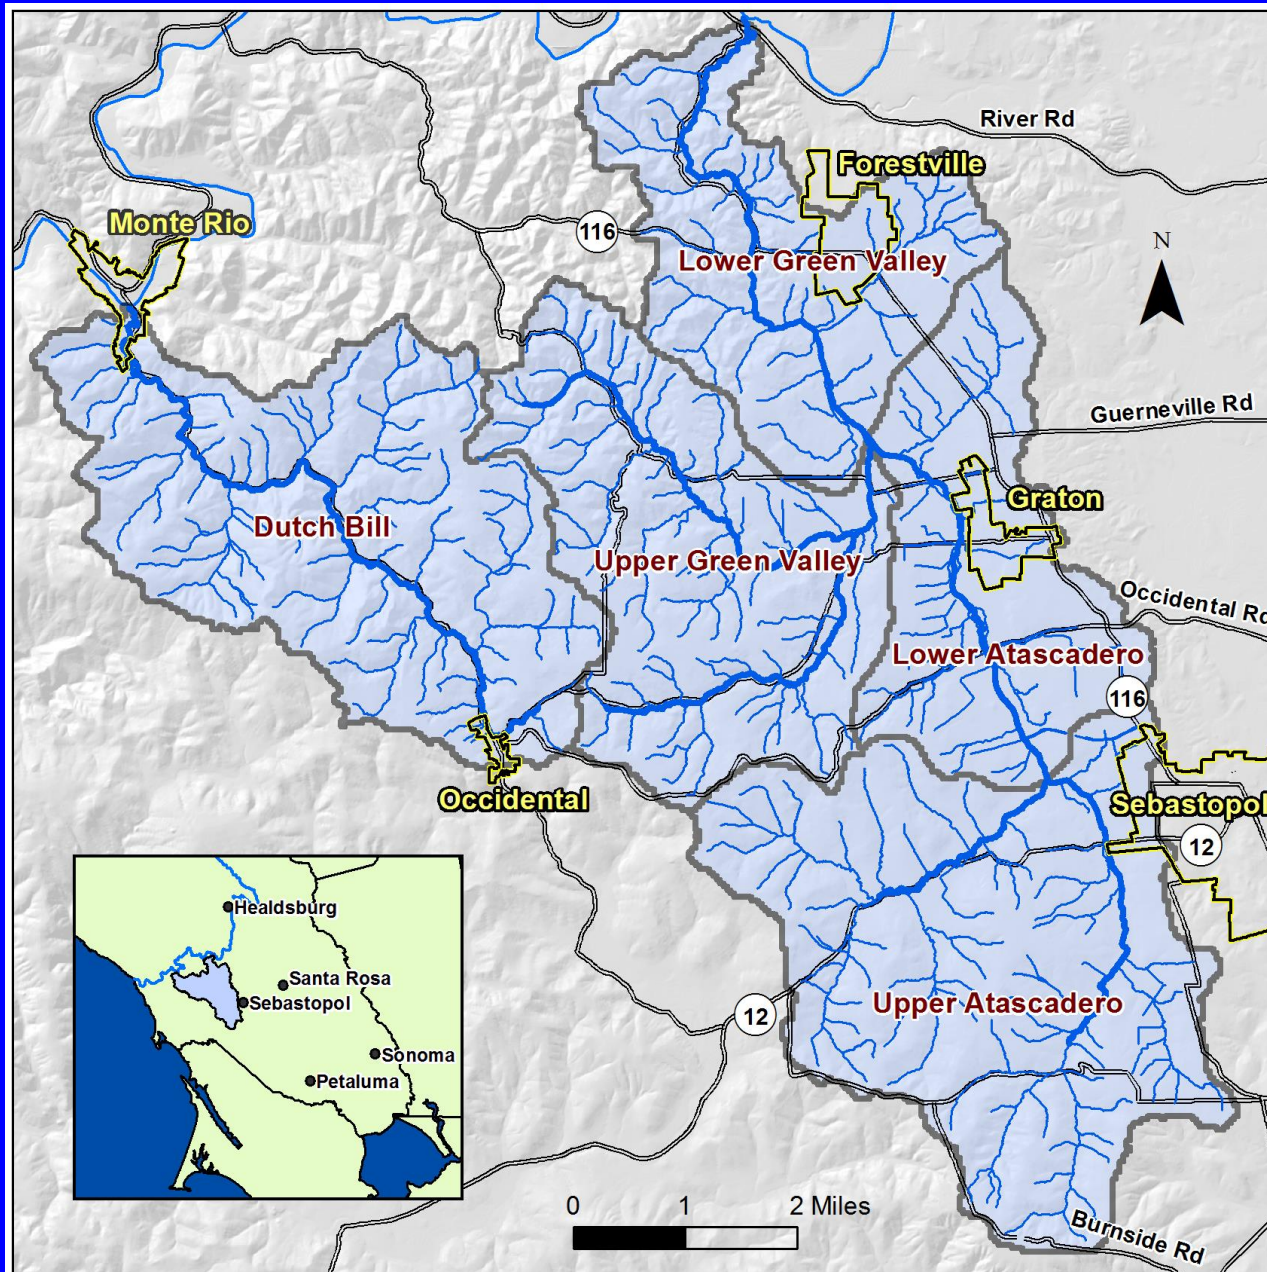 River Rd
Forestville
Monte Rio
116
N
Lower Green Valley
Guerneville Rd
Graton
Dutch Bill
Upper Green Valley
Occidental Rd
Lower Atascadero
116
Occidental
Sebastopol
12
Healdsburg
Santa Rosa
Sebastopol
Upper Atascadero
12
Sonoma
Petaluma
0 1 2 Miles
Burnside Rd